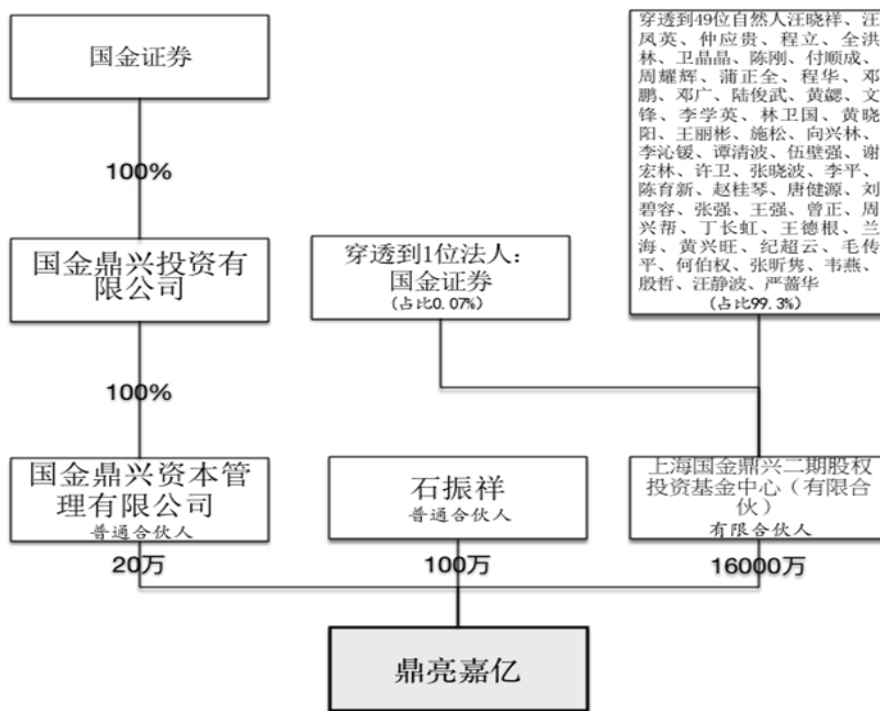 国金证券
100%
国金鼎兴投资有
限公司
100%
国金鼎兴资本管
理有限公司
普通合伙人
20万
穿透到1位法人：
国金证券
(占比0.07%)
石振祥
普通合伙人
100万
穿透到49位自然人汪晓祥、汪
凤英、仲应贵、程立、全洪
林、卫晶晶、陈刚、付顺成、
周耀辉、蒲正全、程华、邓
鹏、邓广、陆俊武、黄勰、文
锋、李学英、林卫国、黄晓
阳、王丽彬、施松、向兴林、
李沁锾、谭清波、伍壁强、谢
宏林、许卫、张晓波、李平、
陈育新、赵桂琴、唐健源、刘
碧容、张强、王强、曾正、周
兴帮、丁长虹、王德根、兰
海、黄兴旺、纪超云、毛传
平、何伯权、张昕隽、韦燕、
殷哲、汪静波、严蔷华
(占比99.3%)
上海国金鼎兴二期股权
投资基金中心（有限合
伙）
有限合伙人
16000万
鼎亮嘉亿